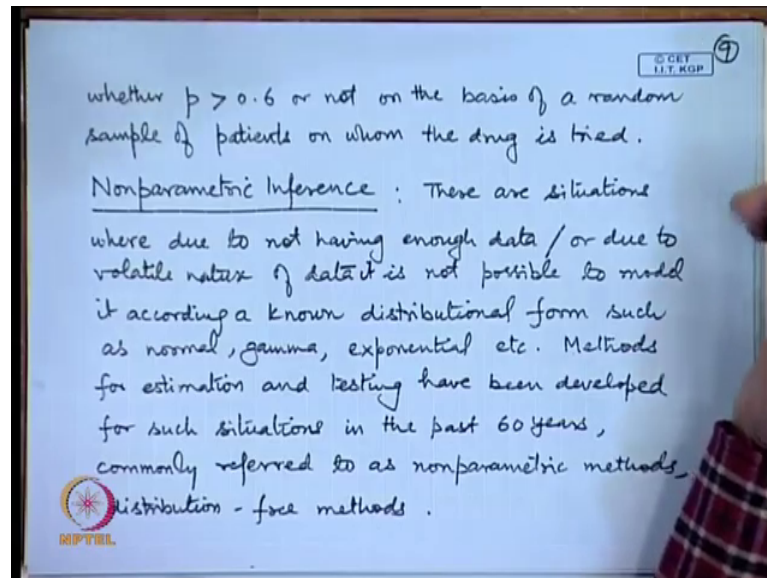 © CET
I.I.T. KGP
9
whether p > 0.6 or not on the basis of a random
sample of patients on whom the drug is tried.
Nonparametric Inference : There are situations
where due to not having enough data / or due to
volatile nature of data it is not possible to model
it according a known distributional form such
as normal, gamma, exponential etc. Methods
for estimation and testing have been developed
for such situations in the past 60 years,
commonly referred to as nonparametric methods,
distribution - free methods .
NPTEL